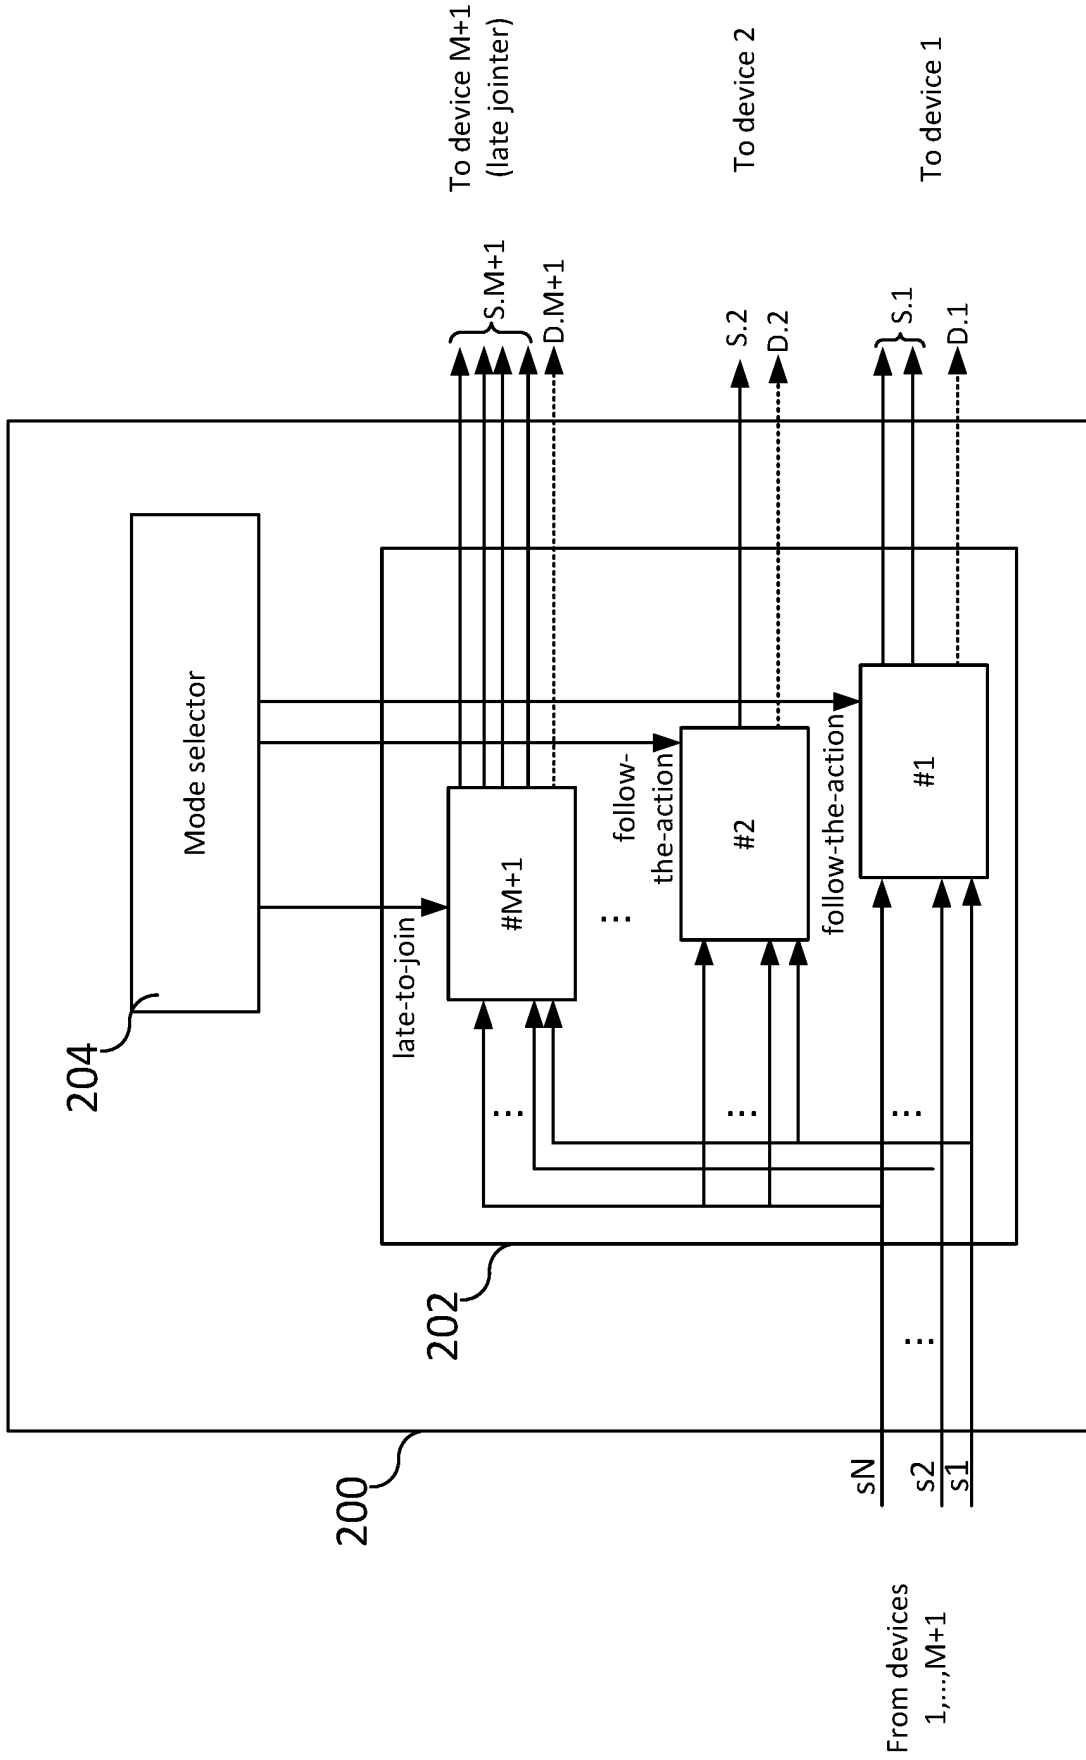 200
204
Mode selector
202
late-to-join
#M+1
...
...
S.M+1
D.M+1
To device M+1
(late jointer)
...
follow-
the-action
#2
S.2
D.2
To device 2
...
follow-the-action
#1
S.1
D.1
To device 1
...
sN
s2
s1
From devices
1,...,M+1